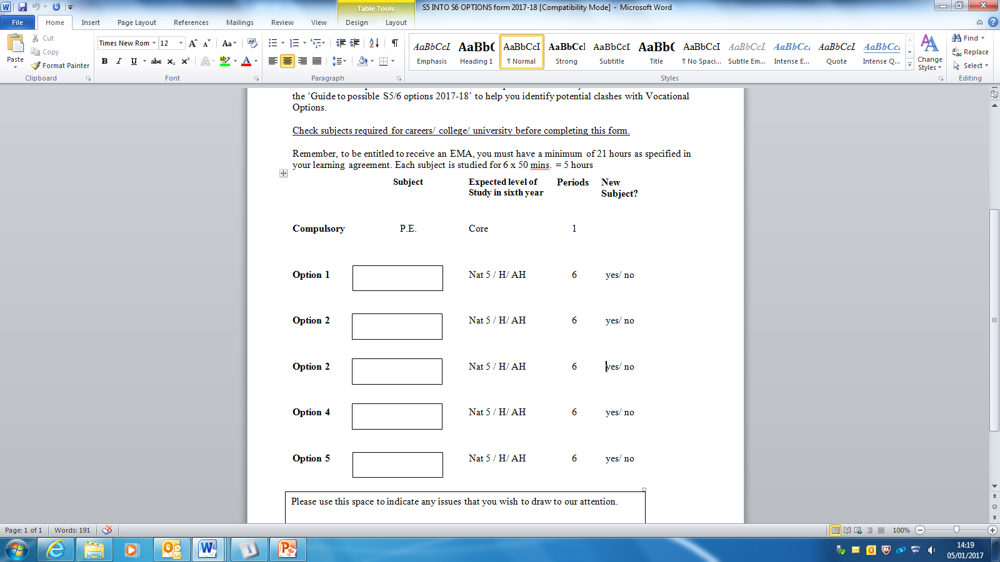 S5 INTO S6 OPTIONS form 2017-18 [Compatibility Mode] - Microsoft Word
Table Tools
File Home Insert Page Layout References Mailings Review View Design Layout
Paste
Cut
Copy
Format Painter
Clipboard
Times New Rom 12
Font
Paragraph
AaBbCcI AaBbC AaBbCcI AaBbCcI AaBbCcI AaBbC AaBbCcI AaBbCcI AaBbCcI AaBbCcI AaBbCcI
Emphasis Heading 1 ¶ Normal Strong Subtitle Title ¶ No Spaci... Subtle Em... Intense E... Quote Intense Q...
Styles
Change
Styles
Find
Replace
Select
Editing
the ‘Guide to possible S5/6 options 2017-18’ to help you identify potential clashes with Vocational
Options.
Check subjects required for careers/ college/ university before completing this form.
Remember, to be entitled to receive an EMA, you must have a minimum of 21 hours as specified in
your learning agreement. Each subject is studied for 6 x 50 mins. = 5 hours
Subject Expected level of Periods New
Study in sixth year Subject?
Compulsory P.E. Core 1
Option 1 Nat 5 / H/ AH 6 yes/ no
Option 2 Nat 5 / H/ AH 6 yes/ no
Option 2 Nat 5 / H/ AH 6 yes/ no
Option 4 Nat 5 / H/ AH 6 yes/ no
Option 5 Nat 5 / H/ AH 6 yes/ no
Please use this space to indicate any issues that you wish to draw to our attention.
Page: 1 of 1 Words: 191 100%
14:19
05/01/2017